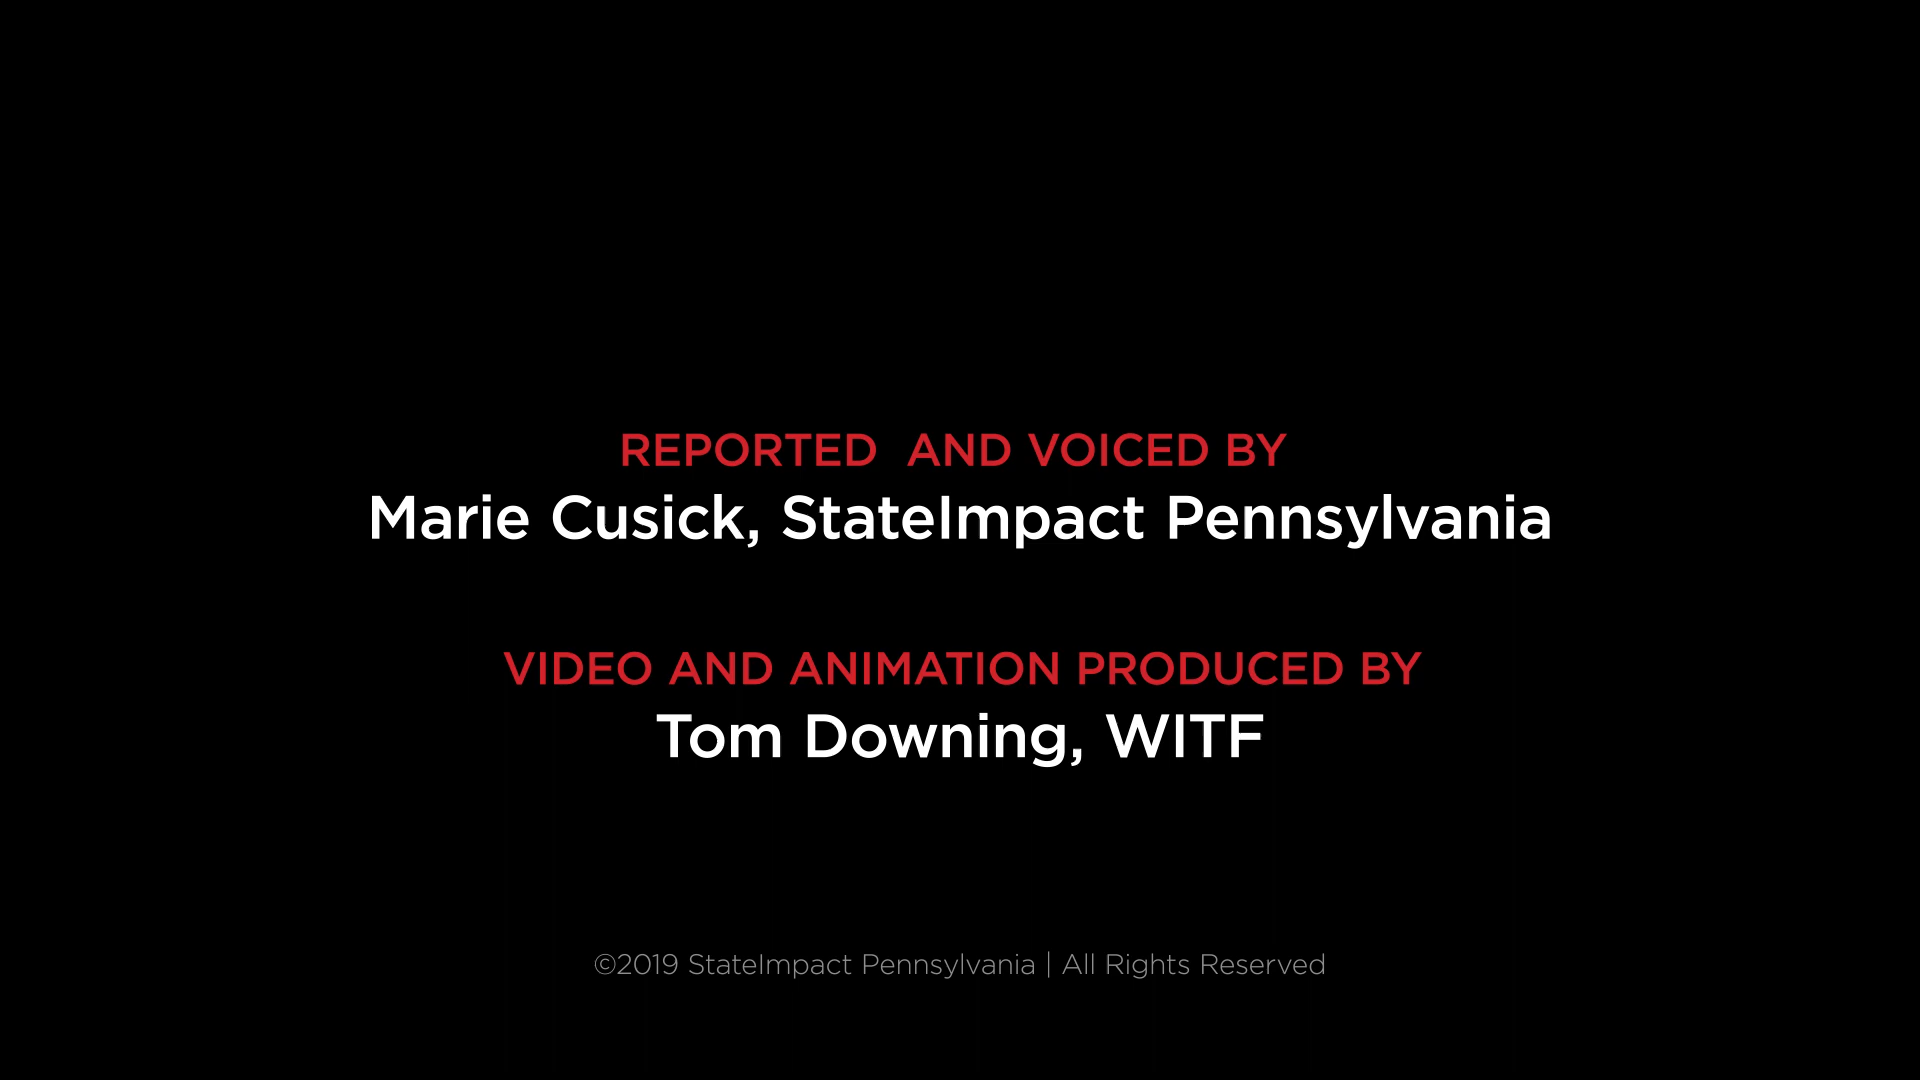 REPORTED  AND VOICED BY
Marie Cusick, StateImpact Pennsylvania
VIDEO AND ANIMATION PRODUCED BY
Tom Downing, WITF
©2019 StateImpact Pennsylvania | All Rights Reserved